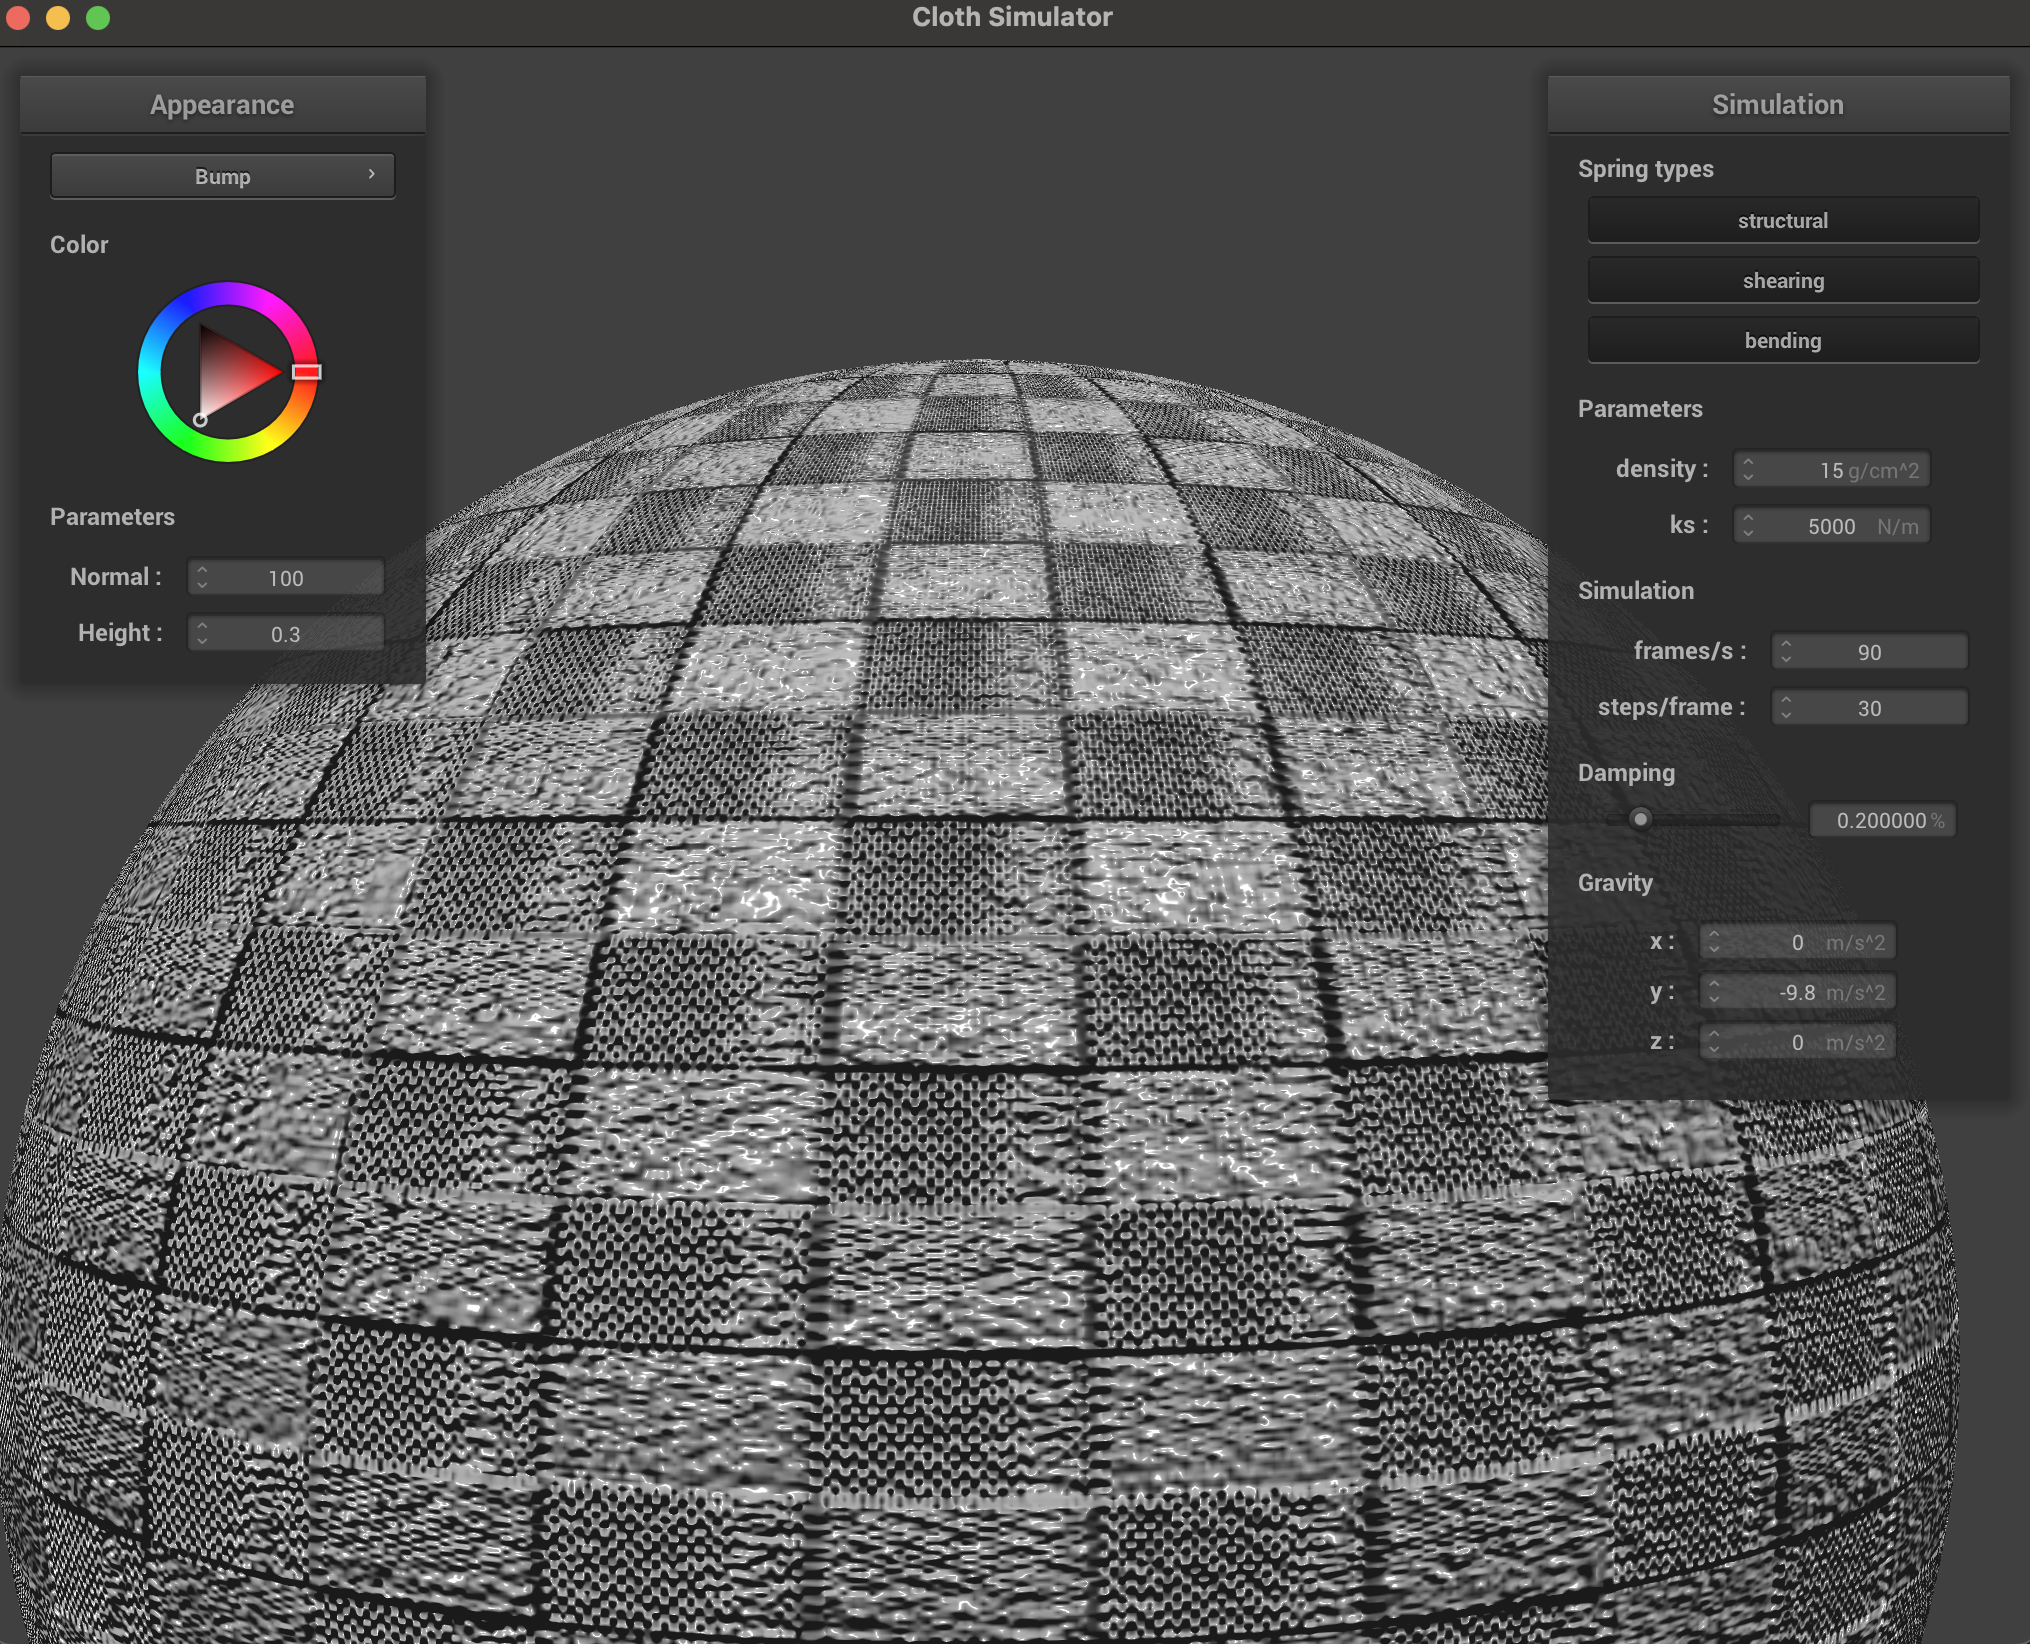 Cloth Simulator
Appearance
Bump
Color
Parameters
Normal : 100
Height : 0.3
Simulation
Spring types
structural
shearing
bending
Parameters
density : 15 g/cm^2
ks : 5000 N/m
Simulation
frames/s : 90
steps/frame : 30
Damping
0.200000 %
Gravity
x : 0 m/s^2
y : -9.8 m/s^2
z : 0 m/s^2